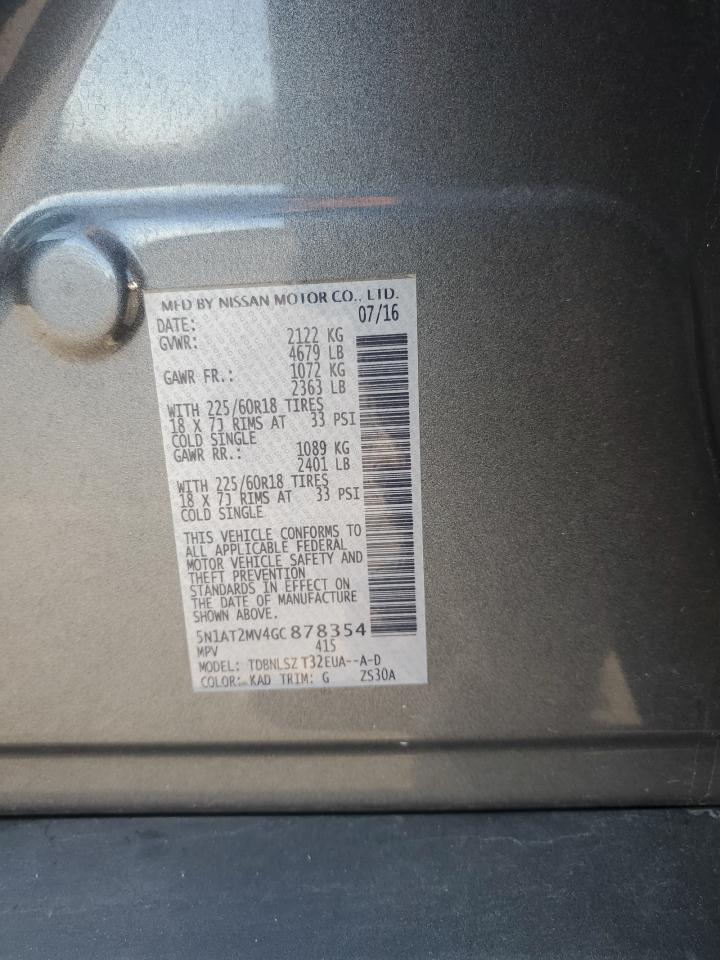 MFD BY NISSAN MOTOR CO., LTD.
DATE: 07/16
GVWR: 2122 KG
4679 LB
GAWR FR.: 1072 KG
2363 LB
WITH 225/60R18 TIRES
18 X 7J RIMS AT 33 PSI
COLD SINGLE
GAWR RR.: 1089 KG
2401 LB
WITH 225/60R18 TIRES
18 X 7J RIMS AT 33 PSI
COLD SINGLE
THIS VEHICLE CONFORMS TO
ALL APPLICABLE FEDERAL
MOTOR VEHICLE SAFETY AND
THEFT PREVENTION
STANDARDS IN EFFECT ON
THE DATE OF MANUFACTURE
SHOWN ABOVE.
5N1AT2MV4GC878354
MPV 415
MODEL: TDBNLSZ T32EUA--A-D
COLOR: KAD TRIM: G ZS30A